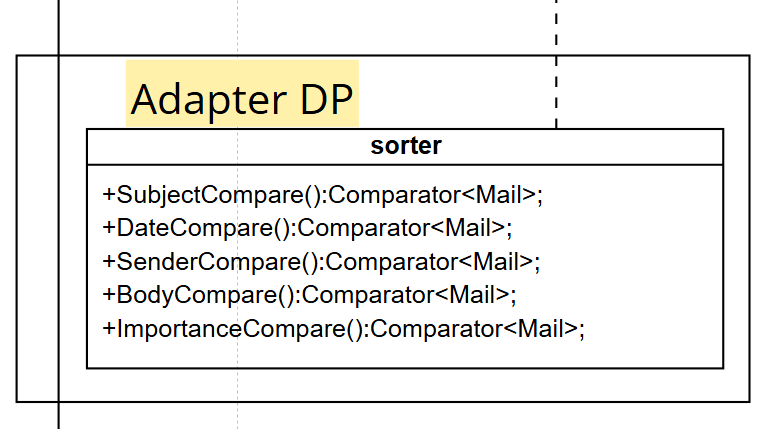 Adapter DP
sorter
+SubjectCompare():Comparator<Mail>;
+DateCompare():Comparator<Mail>;
+SenderCompare():Comparator<Mail>;
+BodyCompare():Comparator<Mail>;
+ImportanceCompare():Comparator<Mail>;